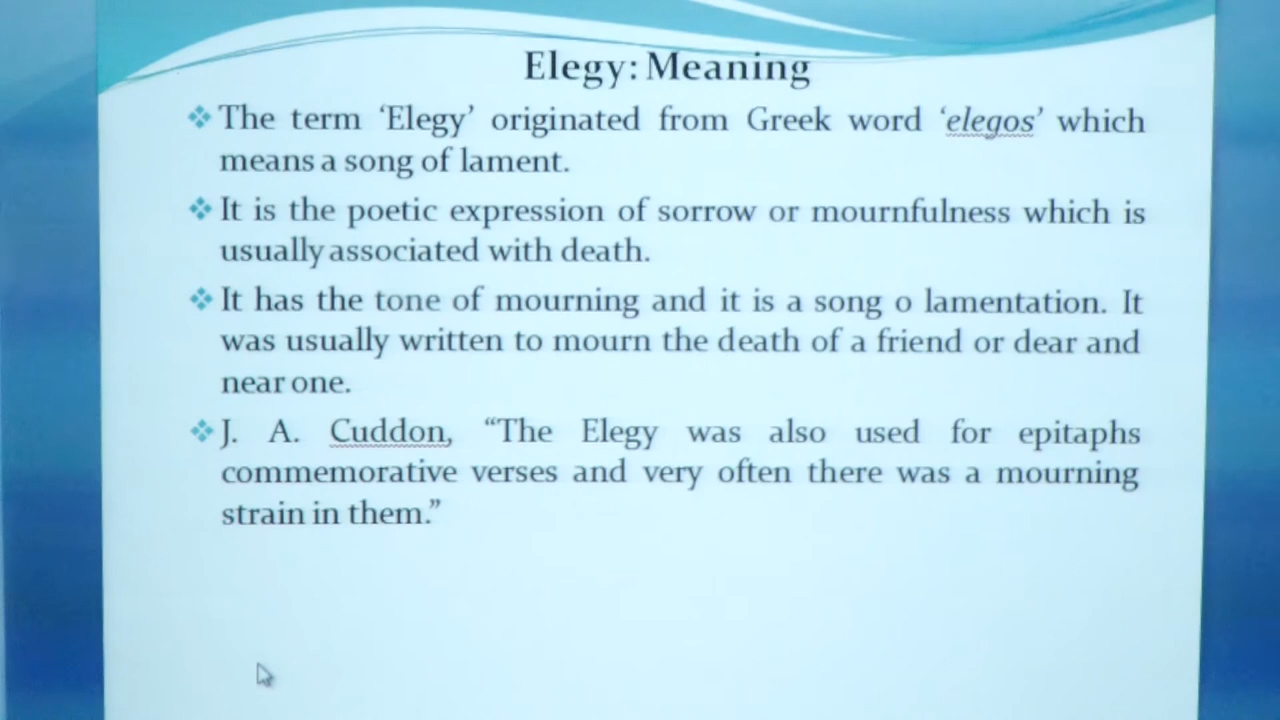 Elegy: Meaning
The term ‘Elegy’ originated from Greek word ‘elegos’ which
means a song of lament.
It is the poetic expression of sorrow or mournfulness which is
usually associated with death.
It has the tone of mourning and it is a song o lamentation. It
was usually written to mourn the death of a friend or dear and
near one.
J. A. Cuddon, “The Elegy was also used for epitaphs
commemorative verses and very often there was a mourning
strain in them.”